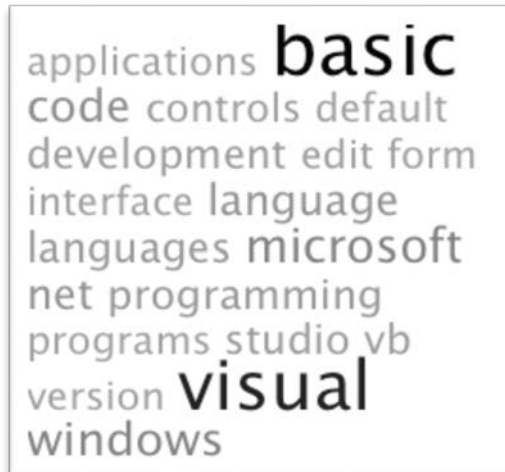 applications basic
code controls default
development edit form
interface language
languages microsoft
net programming
programs studio vb
version visual
windows